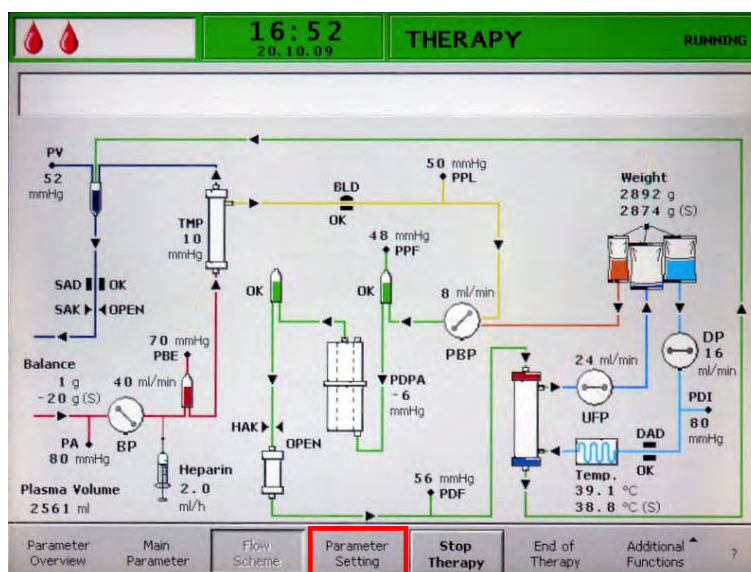 16:52
20.10.09
THERAPY
RUNNING
PV
52
mmHg
TMP
10
mmHg
BLD
OK
50 mmHg
PPL
Weight
2892 g
2874 g (S)
48 mmHg
PPF
SAD OK
SAK OPEN
OK
OK
8 ml/min
PBP
70 mmHg
PBE
Balance
1 g
-20 g (S)
40 ml/min
BP
PA
80 mmHg
PDPA
-6
mmHg
24 ml/min
UFP
DP
16
ml/min
PDI
80
mmHg
HAK
OPEN
DAD
OK
Heparin
2.0
ml/h
56 mmHg
PDF
Temp.
39.1 °C
38.8 °C (S)
Plasma Volume
2561 ml
Parameter
Overview
Main
Parameter
Flow
Scheme
Parameter
Setting
Stop
Therapy
End of
Therapy
Additional
Functions
?